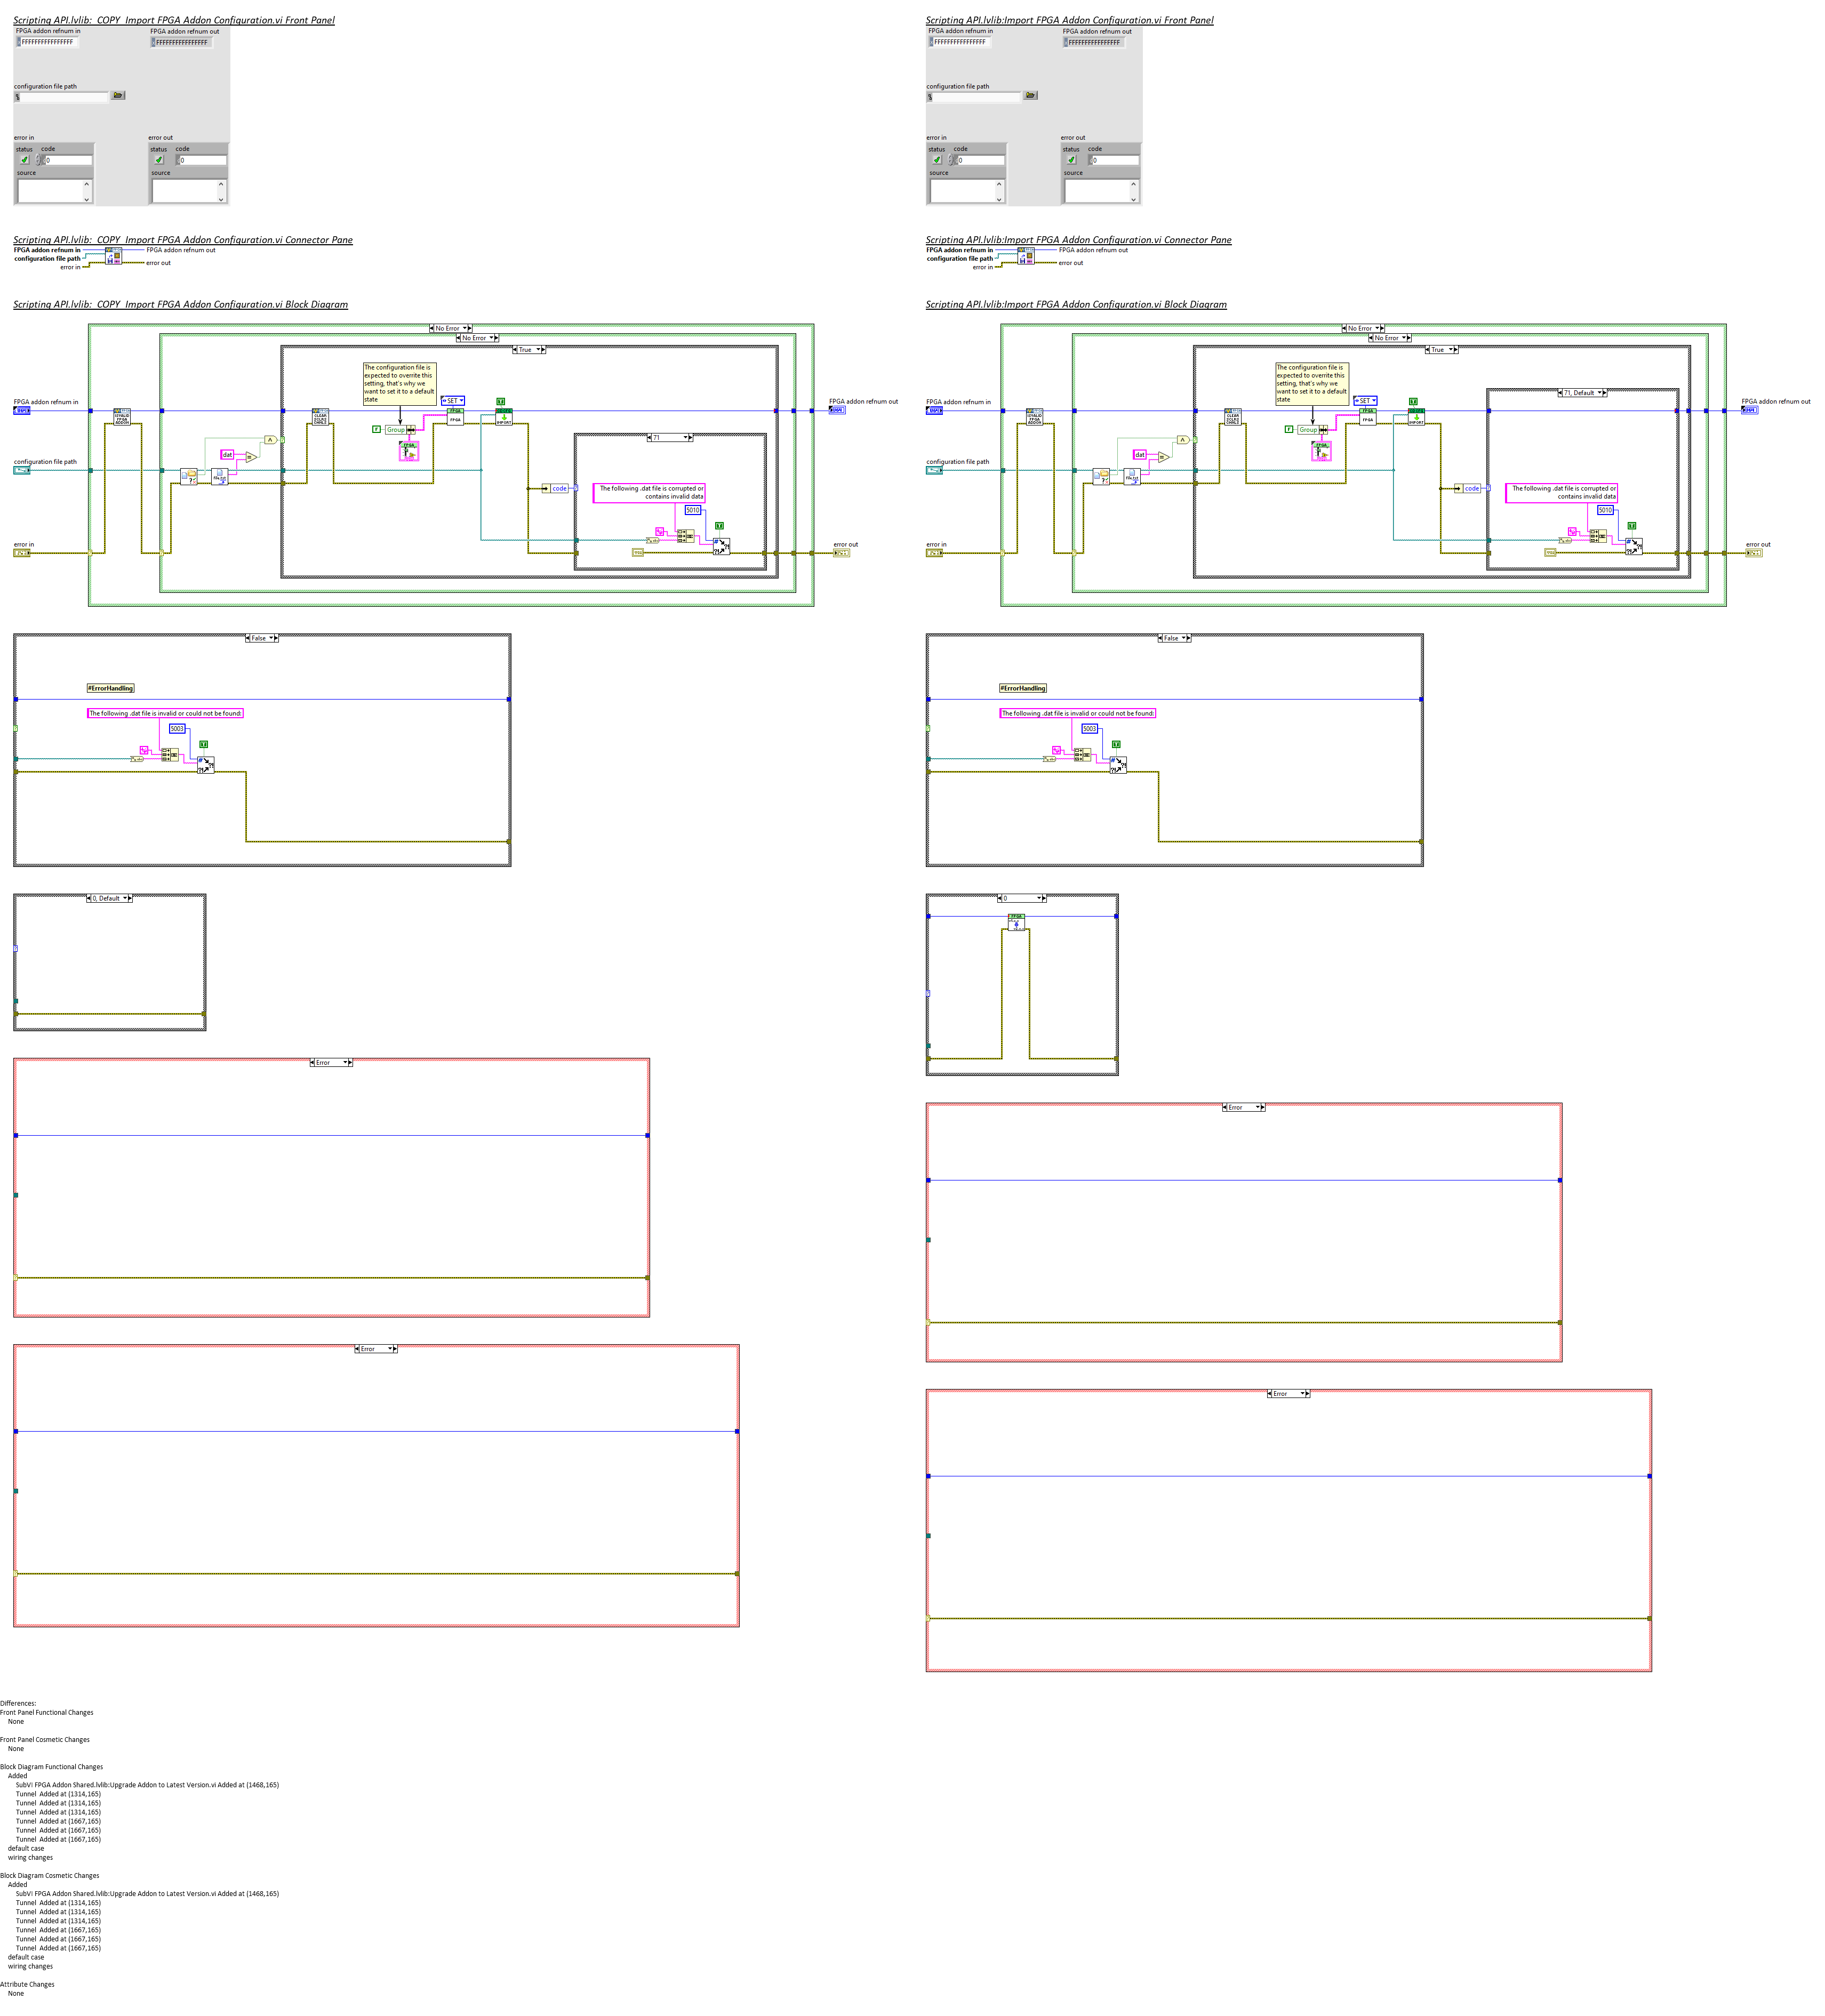 Scripting API.lvlib:  COPY  Import FPGA Addon Configuration.vi Front Panel
FPGA addon refnum in
FPGA addon refnum out
FFFFFFFFFFFFFFFF
FFFFFFFFFFFFFFFF
configuration file path
error in
error out
status code
0
status code
0
source
source
Scripting API.lvlib:  COPY  Import FPGA Addon Configuration.vi Connector Pane
FPGA addon refnum in
FPGA addon refnum out
configuration file path
error in
error out
Scripting API.lvlib:  COPY  Import FPGA Addon Configuration.vi Block Diagram
No Error
No Error
True
The configuration file is
expected to override this
setting, that's why we
want to set it to a default
state
SET
FPGA addon refnum in
FPGA addon refnum out
Group
71
dat
configuration file path
code
The following .dat file is corrupted or
contains invalid data
5010
error in
error out
False
#ErrorHandling
The following .dat file is invalid or could not be found:
5003
0, Default
Error
Error
Scripting API.lvlib:Import FPGA Addon Configuration.vi Front Panel
FPGA addon refnum in
FPGA addon refnum out
FFFFFFFFFFFFFFFF
FFFFFFFFFFFFFFFF
configuration file path
error in
error out
status code
0
status code
0
source
source
Scripting API.lvlib:Import FPGA Addon Configuration.vi Connector Pane
FPGA addon refnum in
FPGA addon refnum out
configuration file path
error in
error out
Scripting API.lvlib:Import FPGA Addon Configuration.vi Block Diagram
No Error
No Error
True
The configuration file is
expected to override this
setting, that's why we
want to set it to a default
state
SET
71, Default
FPGA addon refnum in
FPGA addon refnum out
Group
dat
configuration file path
code
The following .dat file is corrupted or
contains invalid data
5010
error in
error out
False
#ErrorHandling
The following .dat file is invalid or could not be found:
5003
0
FPGA
Error
Error
Differences:
Front Panel Functional Changes
None
Front Panel Cosmetic Changes
None
Block Diagram Functional Changes
Added
SubVI FPGA Addon Shared.lvlib:Upgrade Addon to Latest Version.vi Added at (1468,165)
Tunnel  Added at (1314,165)
Tunnel  Added at (1314,165)
Tunnel  Added at (1314,165)
Tunnel  Added at (1667,165)
Tunnel  Added at (1667,165)
Tunnel  Added at (1667,165)
default case
wiring changes
Block Diagram Cosmetic Changes
Added
SubVI FPGA Addon Shared.lvlib:Upgrade Addon to Latest Version.vi Added at (1468,165)
Tunnel  Added at (1314,165)
Tunnel  Added at (1314,165)
Tunnel  Added at (1314,165)
Tunnel  Added at (1667,165)
Tunnel  Added at (1667,165)
Tunnel  Added at (1667,165)
default case
wiring changes
Attribute Changes
None